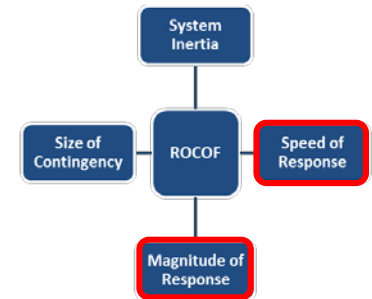 System
Inertia
Size of
Contingency
ROCOF
Speed of
Response
Magnitude of
Response